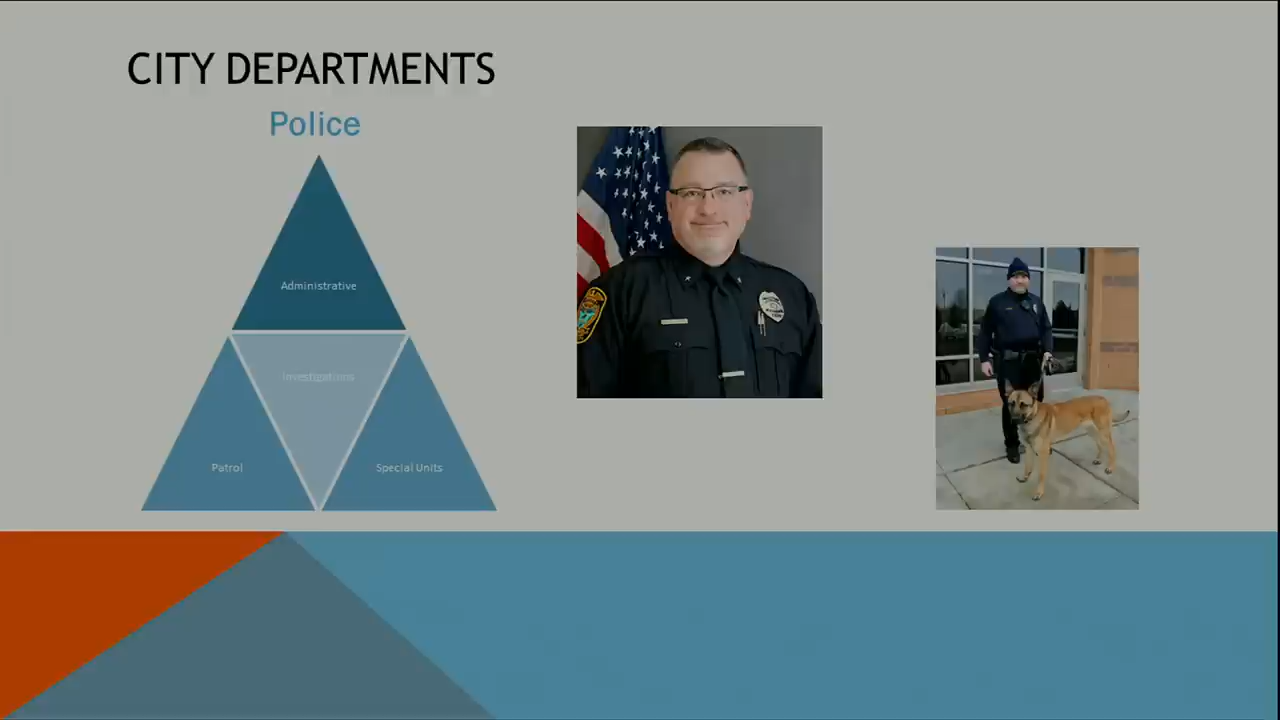 CITY DEPARTMENTS
Police
Administrative
Investigations
Patrol
Special Units